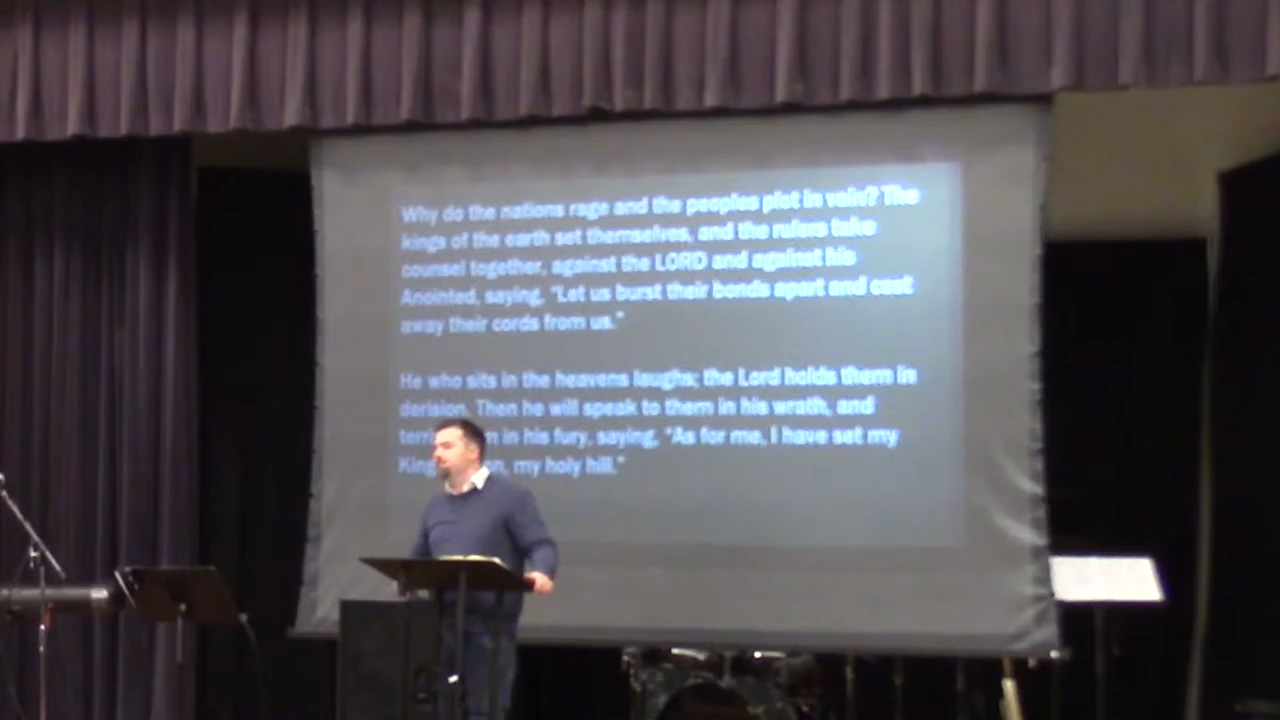 Why do the nations rage and the peoples plot in vain? The
kings of the earth set themselves, and the rulers take
counsel together, against the LORD and against his
Anointed, saying, "Let us burst their bonds apart and cast
away their cords from us."
He who sits in the heavens laughs; the Lord holds them in
derision. Then he will speak to them in his wrath, and
in his fury, saying, "As for me, I have set my
King my holy hill."